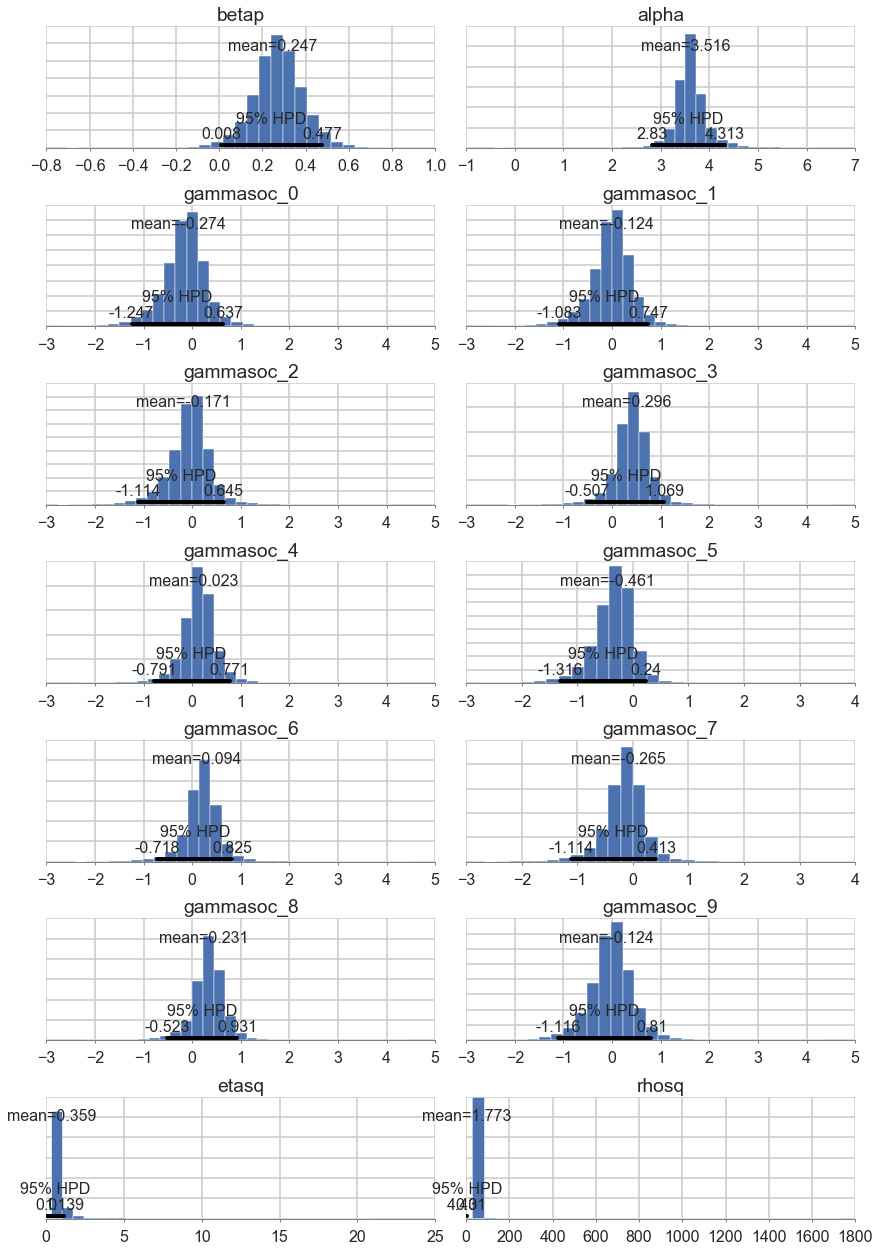 betap
alpha
mean=0.247
mean=3.516
95% HPD
95% HPD
0.008
0.477
2.83
4.313
−0.8 −0.6 −0.4 −0.2 0.0 0.2 0.4 0.6 0.8 1.0
−1 0 1 2 3 4 5 6 7
gammasoc_0
gammasoc_1
mean=-0.274
mean=-0.124
95% HPD
95% HPD
-1.247
0.637
-1.083
0.747
−3 −2 −1 0 1 2 3 4 5
−3 −2 −1 0 1 2 3 4 5
gammasoc_2
gammasoc_3
mean=-0.171
mean=0.296
95% HPD
95% HPD
-1.114
0.645
-0.507
1.069
−3 −2 −1 0 1 2 3 4 5
−3 −2 −1 0 1 2 3 4 5
gammasoc_4
gammasoc_5
mean=0.023
mean=-0.461
95% HPD
95% HPD
-0.791
0.771
-1.316
0.24
−3 −2 −1 0 1 2 3 4 5
−3 −2 −1 0 1 2 3 4
gammasoc_6
gammasoc_7
mean=0.094
mean=-0.265
95% HPD
95% HPD
-0.718
0.825
-1.114
0.413
−3 −2 −1 0 1 2 3 4 5
−3 −2 −1 0 1 2 3 4
gammasoc_8
gammasoc_9
mean=0.231
mean=-0.124
95% HPD
95% HPD
-0.523
0.931
-1.116
0.81
−3 −2 −1 0 1 2 3 4 5
−3 −2 −1 0 1 2 3 4 5
etasq
rhosq
mean=0.359
mean=1.773
95% HPD
95% HPD
0 5 10 15 20 25
0 200 400 600 800 1000 1200 1400 1600 1800